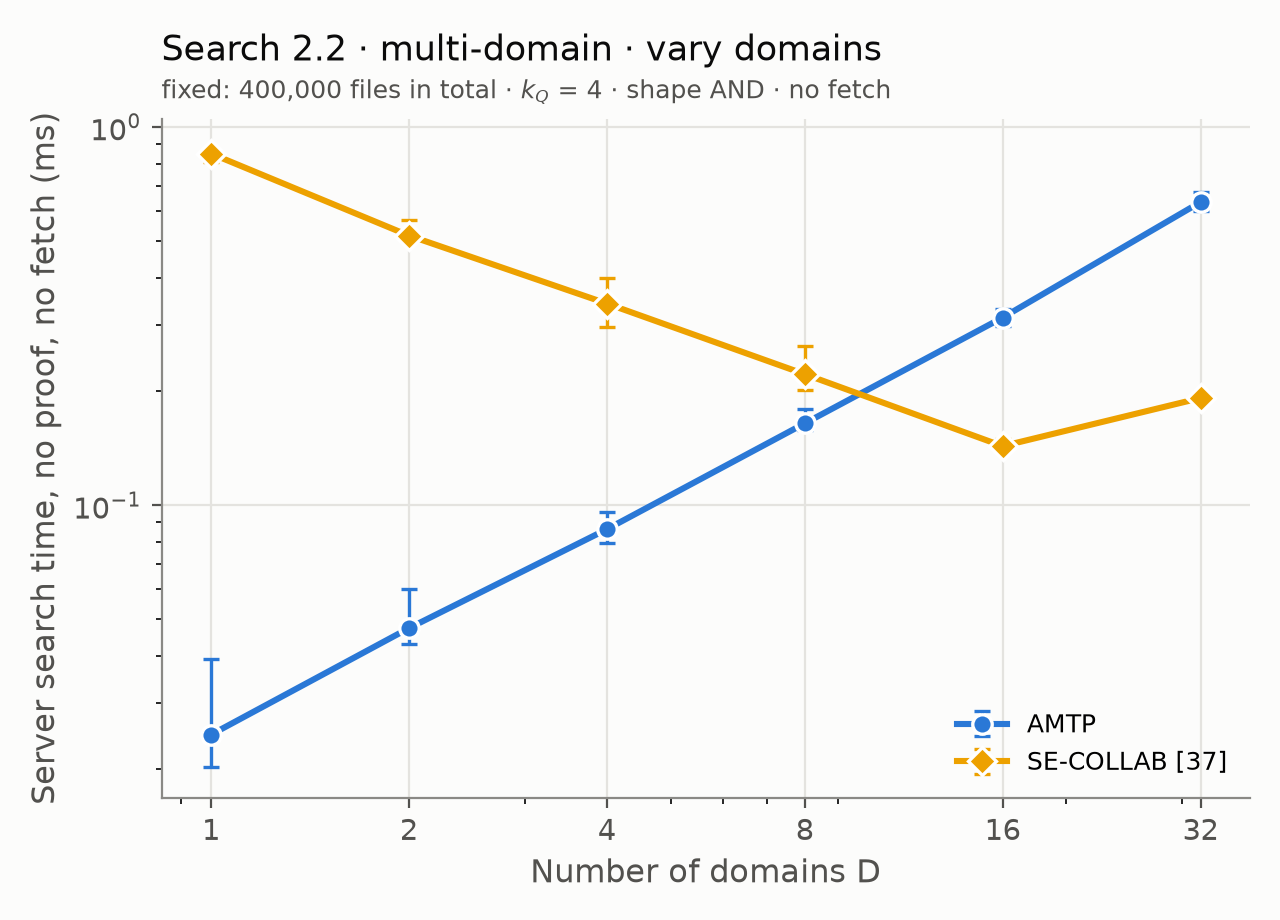 Search 2.2 · multi-domain · vary domains
fixed: 400,000 files in total · k_Q = 4 · shape AND · no fetch
Server search time, no proof, no fetch (ms)
10⁰
10⁻¹
AMTP
SE-COLLAB [37]
1 2 4 8 16 32
Number of domains D